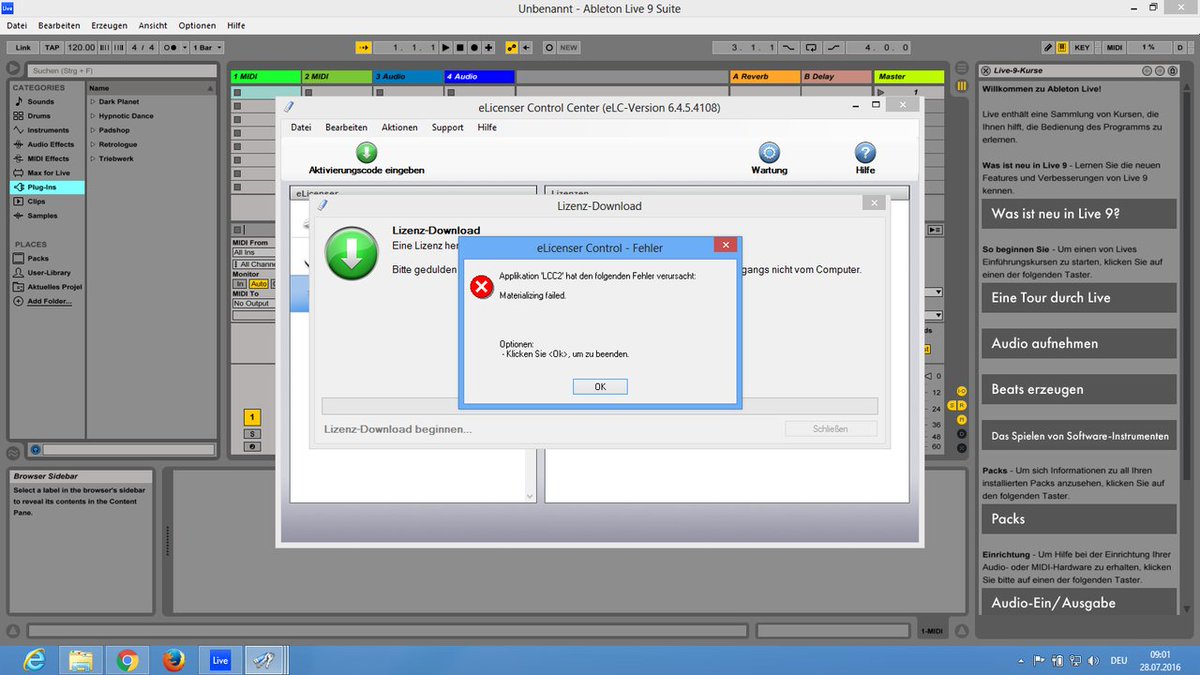 Live
Unbenannt - Ableton Live 9 Suite
Datei Bearbeiten Erzeugen Ansicht Optionen Hilfe
Link TAP 120.00 4 / 4 1 Bar 1. 1. 1 NEW 3. 1. 1 4. 0. 0 KEY MIDI 1 % D
Suchen (Strg + F)
CATEGORIES
Sounds
Drums
Instruments
Audio Effects
MIDI Effects
Max for Live
Plug-Ins
Clips
Samples
PLACES
Packs
User-Library
Aktuelles Projel
Add Folder...
Name
Dark Planet
Hypnotic Dance
Padshop
Retrologue
Triebwerk
1 MIDI 2 MIDI 3 Audio 4 Audio A Reverb B Delay Master
1
MIDI From
All Ins
All Channe
Monitor
In Auto
MIDI To
No Output
1
S
0
12
24
36
48
60
eLicenser Control Center (eLC-Version 6.4.5.4108)
Datei Bearbeiten Aktionen Support Hilfe
Aktivierungscode eingeben Wartung Hilfe
eLicenser Lizenzen
Lizenz-Download
Lizenz-Download
Eine Lizenz her
Bitte gedulden gangs nicht vom Computer.
eLicenser Control - Fehler
Applikation 'LCC2' hat den folgenden Fehler verursacht:
Materializing failed.
Optionen:
- Klicken Sie <Ok>, um zu beenden.
OK
Lizenz-Download beginnen...
Schließen
Live-9-Kurse
Willkommen zu Ableton Live!
Live enthält eine Sammlung von Kursen, die
Ihnen hilft, die Bedienung des Programms zu
erlernen.
Was ist neu in Live 9 - Lernen Sie die neuen
Features und Verbesserungen von Live 9
kennen.
Was ist neu in Live 9?
So beginnen Sie - Um einen von Lives
Einführungskursen zu starten, klicken Sie auf
einen der folgenden Taster.
Eine Tour durch Live
Audio aufnehmen
Beats erzeugen
Das Spielen von Software-Instrumenten
Packs - Um sich Informationen zu all Ihren
installierten Packs anzusehen, klicken Sie auf
den folgenden Taster.
Packs
Einrichtung - Um Hilfe bei der Einrichtung Ihrer
Audio- oder MIDI-Hardware zu erhalten, klicken
Sie bitte auf einen der folgenden Taster.
Audio-Ein/Ausgabe
Browser Sidebar
Select a label in the browser's sidebar
to reveal its contents in the Content
Pane.
1-MIDI
Live
DEU
09:01
28.07.2016